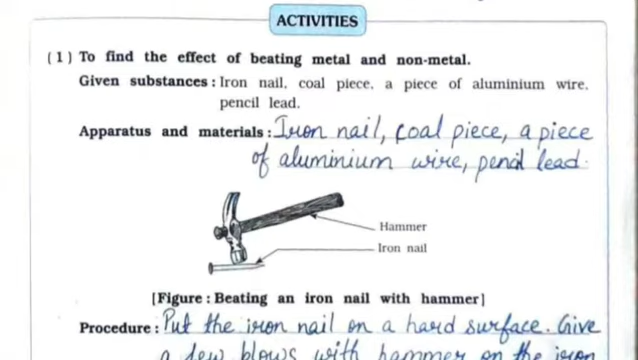 ACTIVITIES
(1) To find the effect of beating metal and non-metal.
Given substances : Iron nail, coal piece, a piece of aluminium wire,
pencil lead.
Apparatus and materials : Iron nail, coal piece, a piece
of aluminium wire, pencil lead.
Hammer
Iron nail
[Figure : Beating an iron nail with hammer]
Procedure : Put the iron nail on a hard surface. Give
a few blows with hammer on the iron